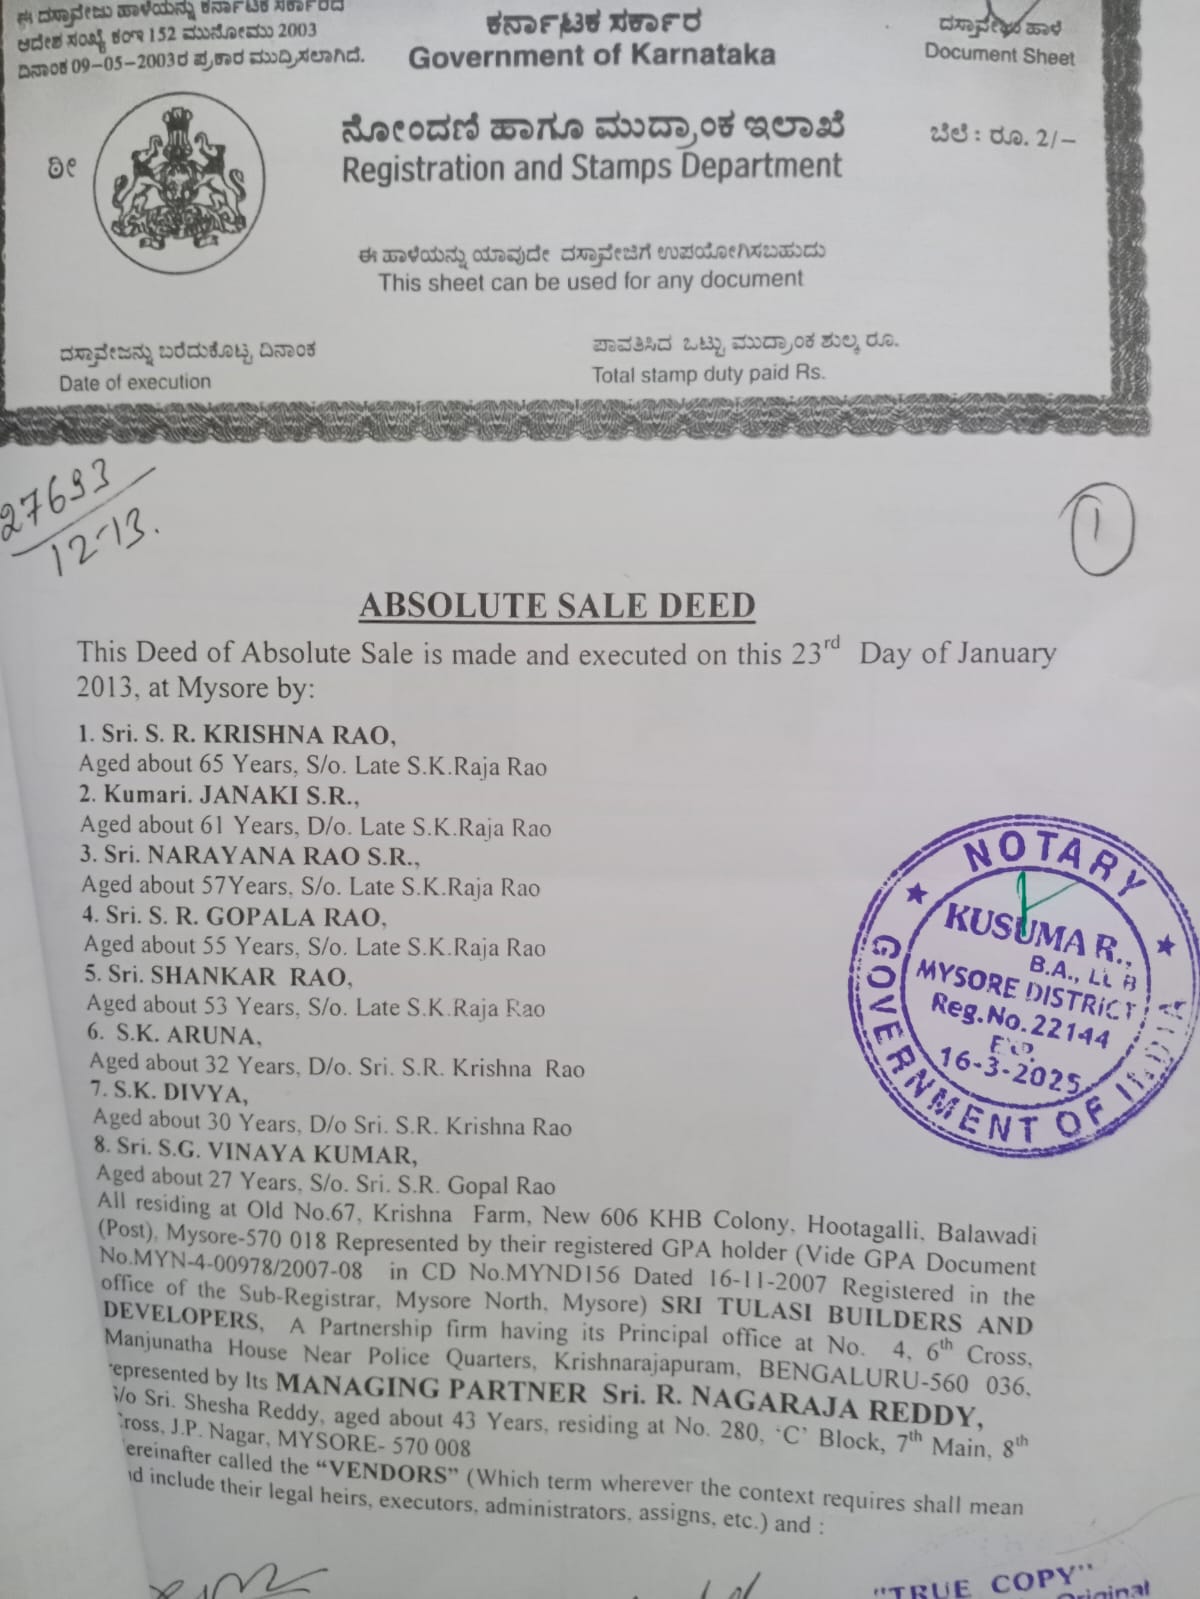 ಈ ದಸ್ತಾವೇಜು ಹಾಳೆಯನ್ನು ಕರ್ನಾಟಕ ಸರ್ಕಾರದ
ಆದೇಶ ಸಂಖ್ಯೆ ಕಂಇ 152 ಮುನೋಮು 2003
ದಿನಾಂಕ 09-05-2003ರ ಪ್ರಕಾರ ಮುದ್ರಿಸಲಾಗಿದೆ.
ಕರ್ನಾಟಕ ಸರ್ಕಾರ
Government of Karnataka
ದಸ್ತಾವೇಜು ಹಾಳೆ
Document Sheet
ನೋಂದಣಿ ಹಾಗೂ ಮುದ್ರಾಂಕ ಇಲಾಖೆ
Registration and Stamps Department
ಬೆಲೆ : ರೂ. 2/-
ಈ ಹಾಳೆಯನ್ನು ಯಾವುದೇ ದಸ್ತಾವೇಜಿಗೆ ಉಪಯೋಗಿಸಬಹುದು
This sheet can be used for any document
ದಸ್ತಾವೇಜನ್ನು ಬರೆದುಕೊಟ್ಟ ದಿನಾಂಕ
Date of execution
ಪಾವತಿಸಿದ ಒಟ್ಟು ಮುದ್ರಾಂಕ ಶುಲ್ಕ ರೂ.
Total stamp duty paid Rs.
27693
12-13.
1
ABSOLUTE SALE DEED
This Deed of Absolute Sale is made and executed on this 23rd Day of January
2013, at Mysore by:
1. Sri. S. R. KRISHNA RAO,
Aged about 65 Years, S/o. Late S.K.Raja Rao
2. Kumari. JANAKI S.R.,
Aged about 61 Years, D/o. Late S.K.Raja Rao
3. Sri. NARAYANA RAO S.R.,
Aged about 57Years, S/o. Late S.K.Raja Rao
4. Sri. S. R. GOPALA RAO,
Aged about 55 Years, S/o. Late S.K.Raja Rao
5. Sri. SHANKAR RAO,
Aged about 53 Years, S/o. Late S.K.Raja Rao
6. S.K. ARUNA,
Aged about 32 Years, D/o. Sri. S.R. Krishna Rao
7. S.K. DIVYA,
Aged about 30 Years, D/o Sri. S.R. Krishna Rao
8. Sri. S.G. VINAYA KUMAR,
Aged about 27 Years, S/o. Sri. S.R. Gopal Rao
All residing at Old No.67, Krishna Farm, New 606 KHB Colony, Hootagalli, Balawadi
(Post), Mysore-570 018 Represented by their registered GPA holder (Vide GPA Document
No.MYN-4-00978/2007-08 in CD No.MYND156 Dated 16-11-2007 Registered in the
office of the Sub-Registrar, Mysore North, Mysore) SRI TULASI BUILDERS AND
DEVELOPERS, A Partnership firm having its Principal office at No. 4, 6th Cross,
Manjunatha House Near Police Quarters, Krishnarajapuram, BENGALURU-560 036,
epresented by Its MANAGING PARTNER Sri. R. NAGARAJA REDDY,
S/o Sri. Shesha Reddy, aged about 43 Years, residing at No. 280, 'C' Block, 7th Main, 8th
Cross, J.P. Nagar, MYSORE- 570 008
ereinafter called the "VENDORS" (Which term wherever the context requires shall mean
nd include their legal heirs, executors, administrators, assigns, etc.) and :
NOTARY
KUSUMA R.,
B.A., LL B
MYSORE DISTRICT
Reg.No.22144
Exp.
16-3-2025
GOVERNMENT OF INDIA
"TRUE COPY"
Original